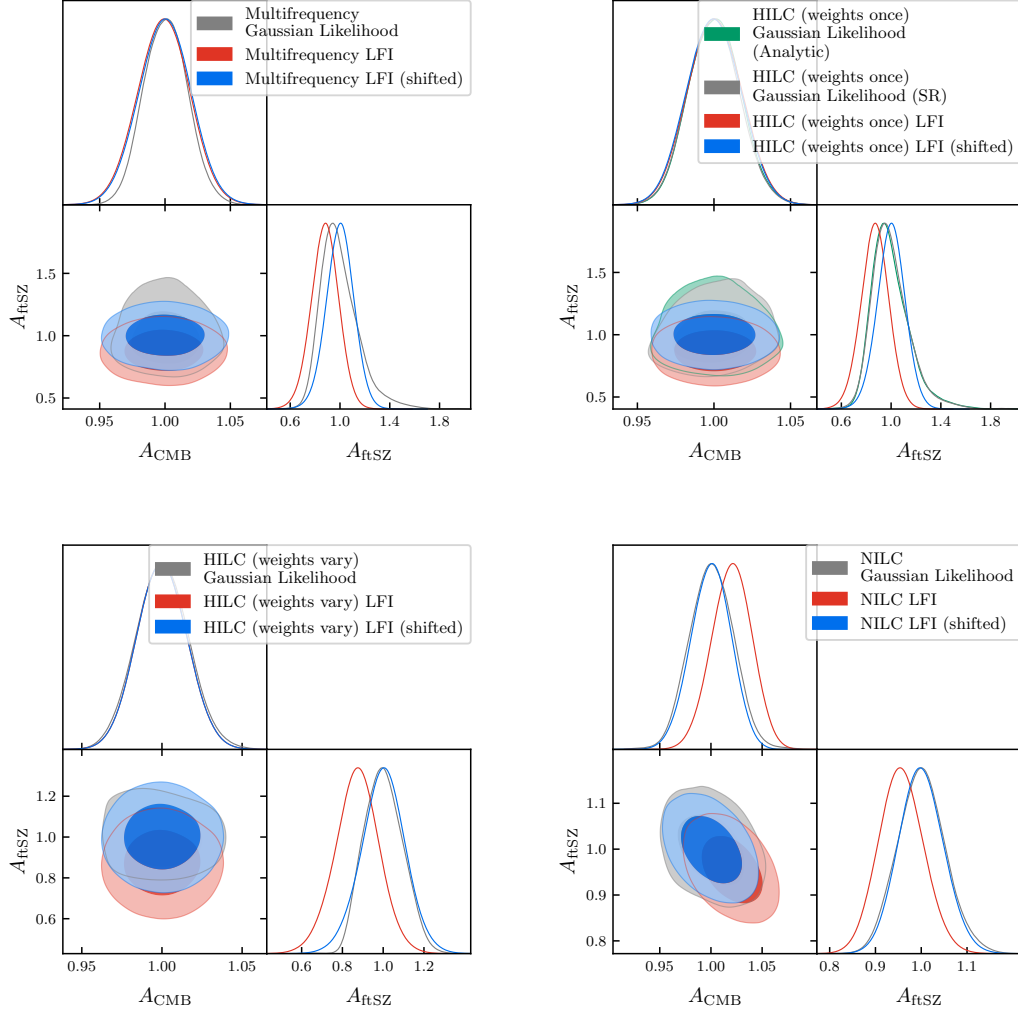 Multifrequency
Gaussian Likelihood
Multifrequency LFI
Multifrequency LFI (shifted)
1.5
1.0
0.5
A_ftSZ
0.95 1.00 1.05
A_CMB
0.6 1.0 1.4 1.8
A_ftSZ
HILC (weights once)
Gaussian Likelihood
(Analytic)
HILC (weights once)
Gaussian Likelihood (SR)
HILC (weights once) LFI
HILC (weights once) LFI (shifted)
1.5
1.0
0.5
A_ftSZ
0.95 1.00 1.05
A_CMB
0.6 1.0 1.4 1.8
A_ftSZ
HILC (weights vary)
Gaussian Likelihood
HILC (weights vary) LFI
HILC (weights vary) LFI (shifted)
1.2
1.0
0.8
0.6
A_ftSZ
0.95 1.00 1.05
A_CMB
0.6 0.8 1.0 1.2
A_ftSZ
NILC
Gaussian Likelihood
NILC LFI
NILC LFI (shifted)
1.1
1.0
0.9
0.8
A_ftSZ
0.95 1.00 1.05
A_CMB
0.8 0.9 1.0 1.1
A_ftSZ